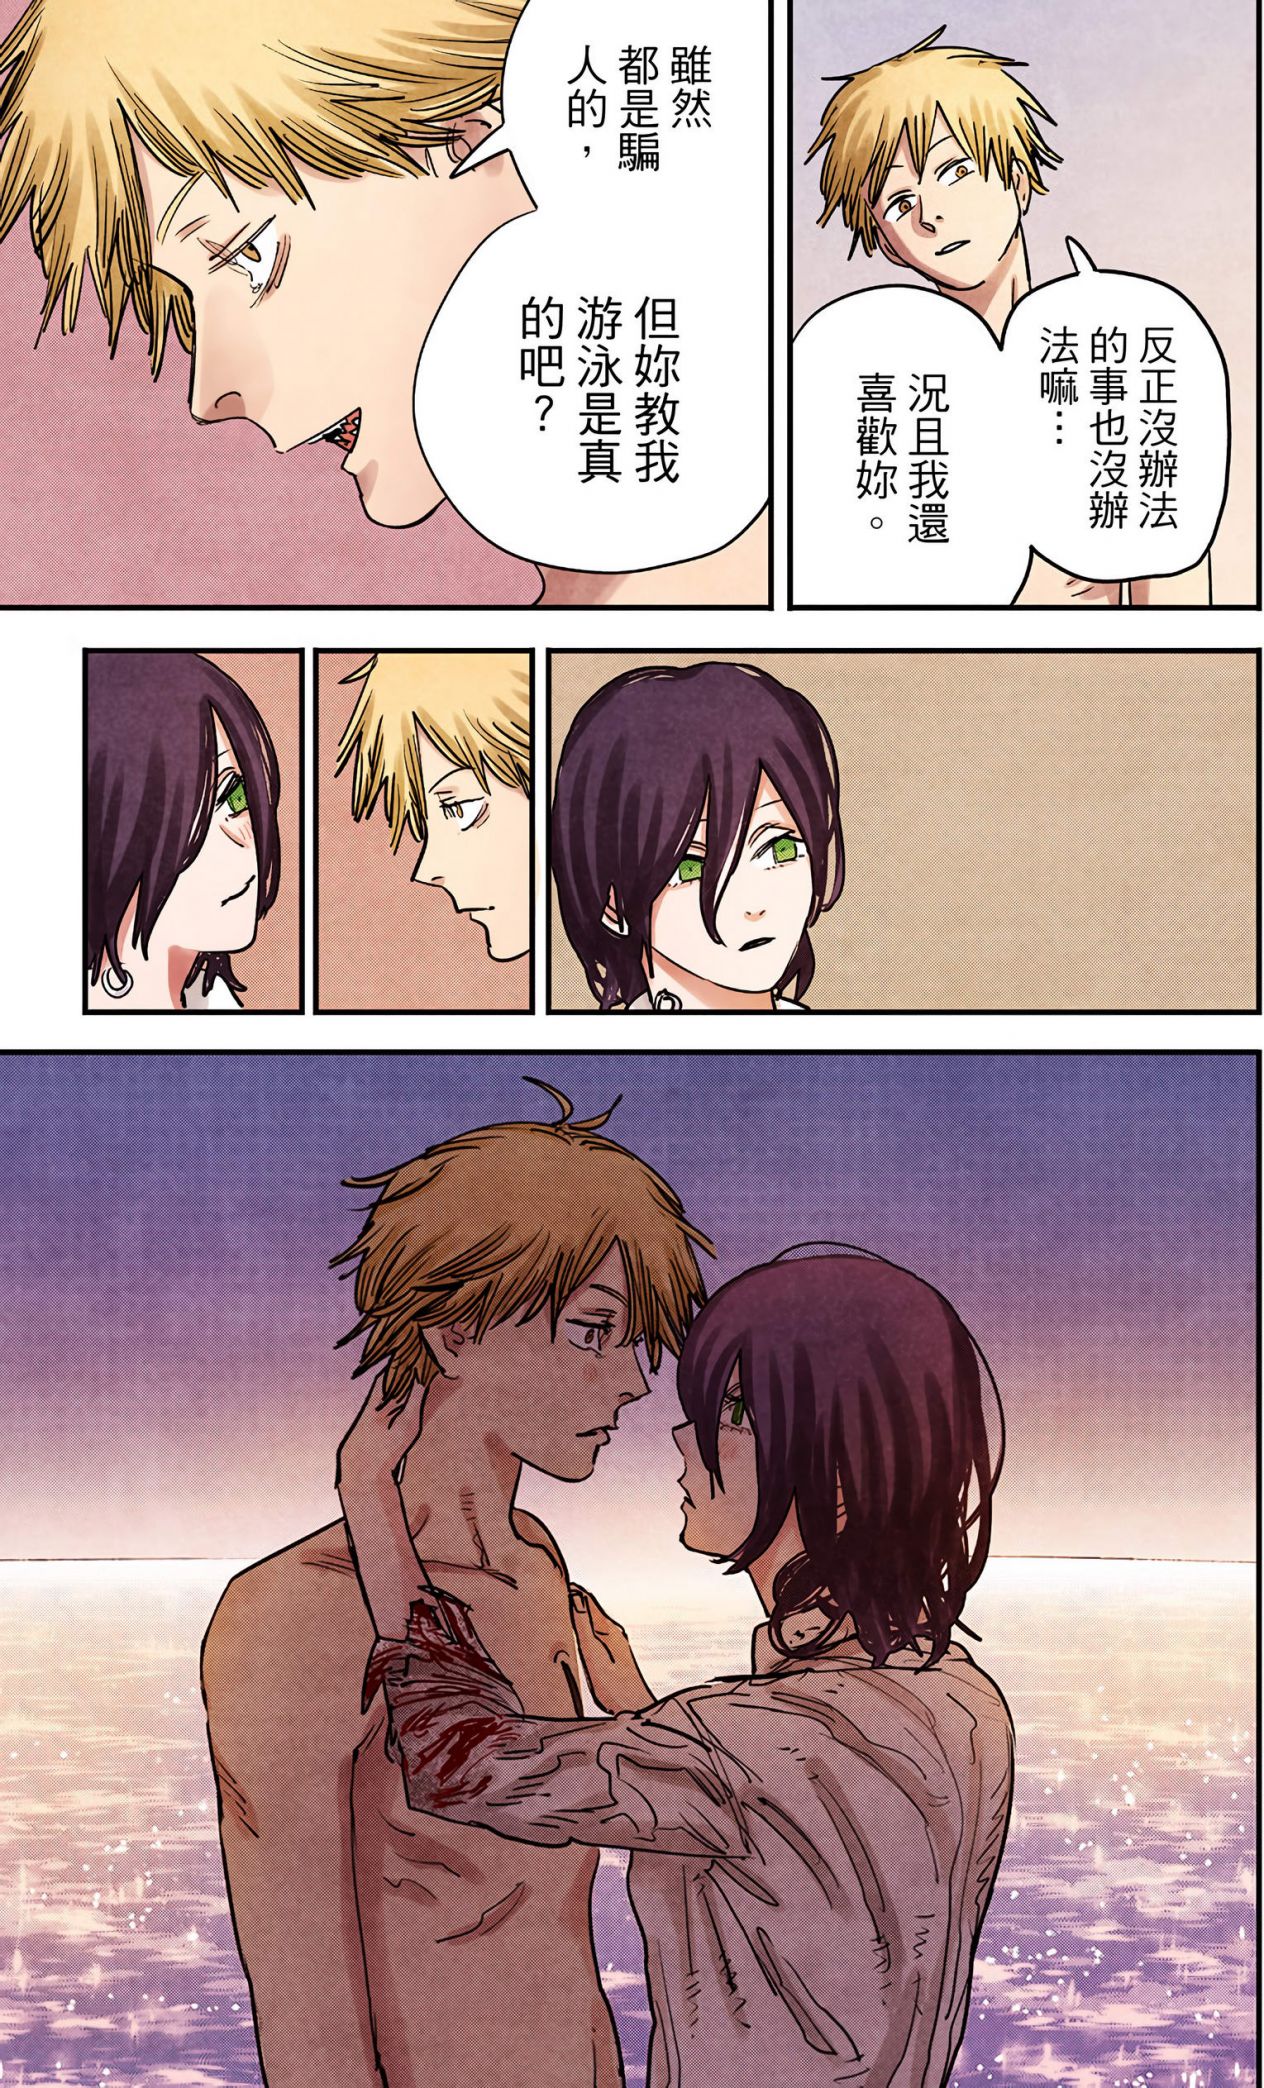 反正沒辦法
的事也沒辦
法嘛…
況且我還
喜歡妳。
雖然
都是騙
人的，
但妳教我
游泳是真
的吧？